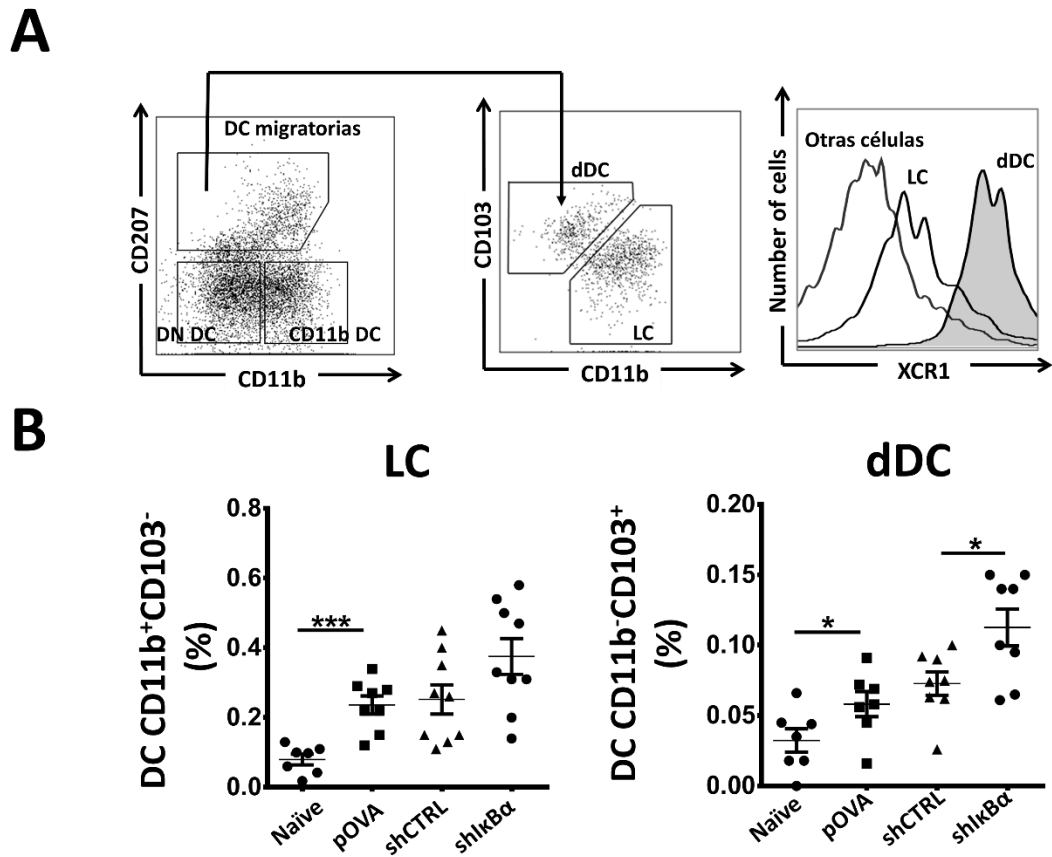 A
CD207
DC migratorias
DN DC
CD11b DC
CD11b
CD103
dDC
LC
CD11b
Number of cells
Otras células
LC
dDC
XCR1
B
LC
DC CD11b⁺CD103⁻
(%)
0.8
0.6
0.4
0.2
0.0
***
Naïve
pOVA
shCTRL
shIκBα
dDC
DC CD11b⁻CD103⁺
(%)
0.20
0.15
0.10
0.05
0.00
*
*
Naïve
pOVA
shCTRL
shIκBα